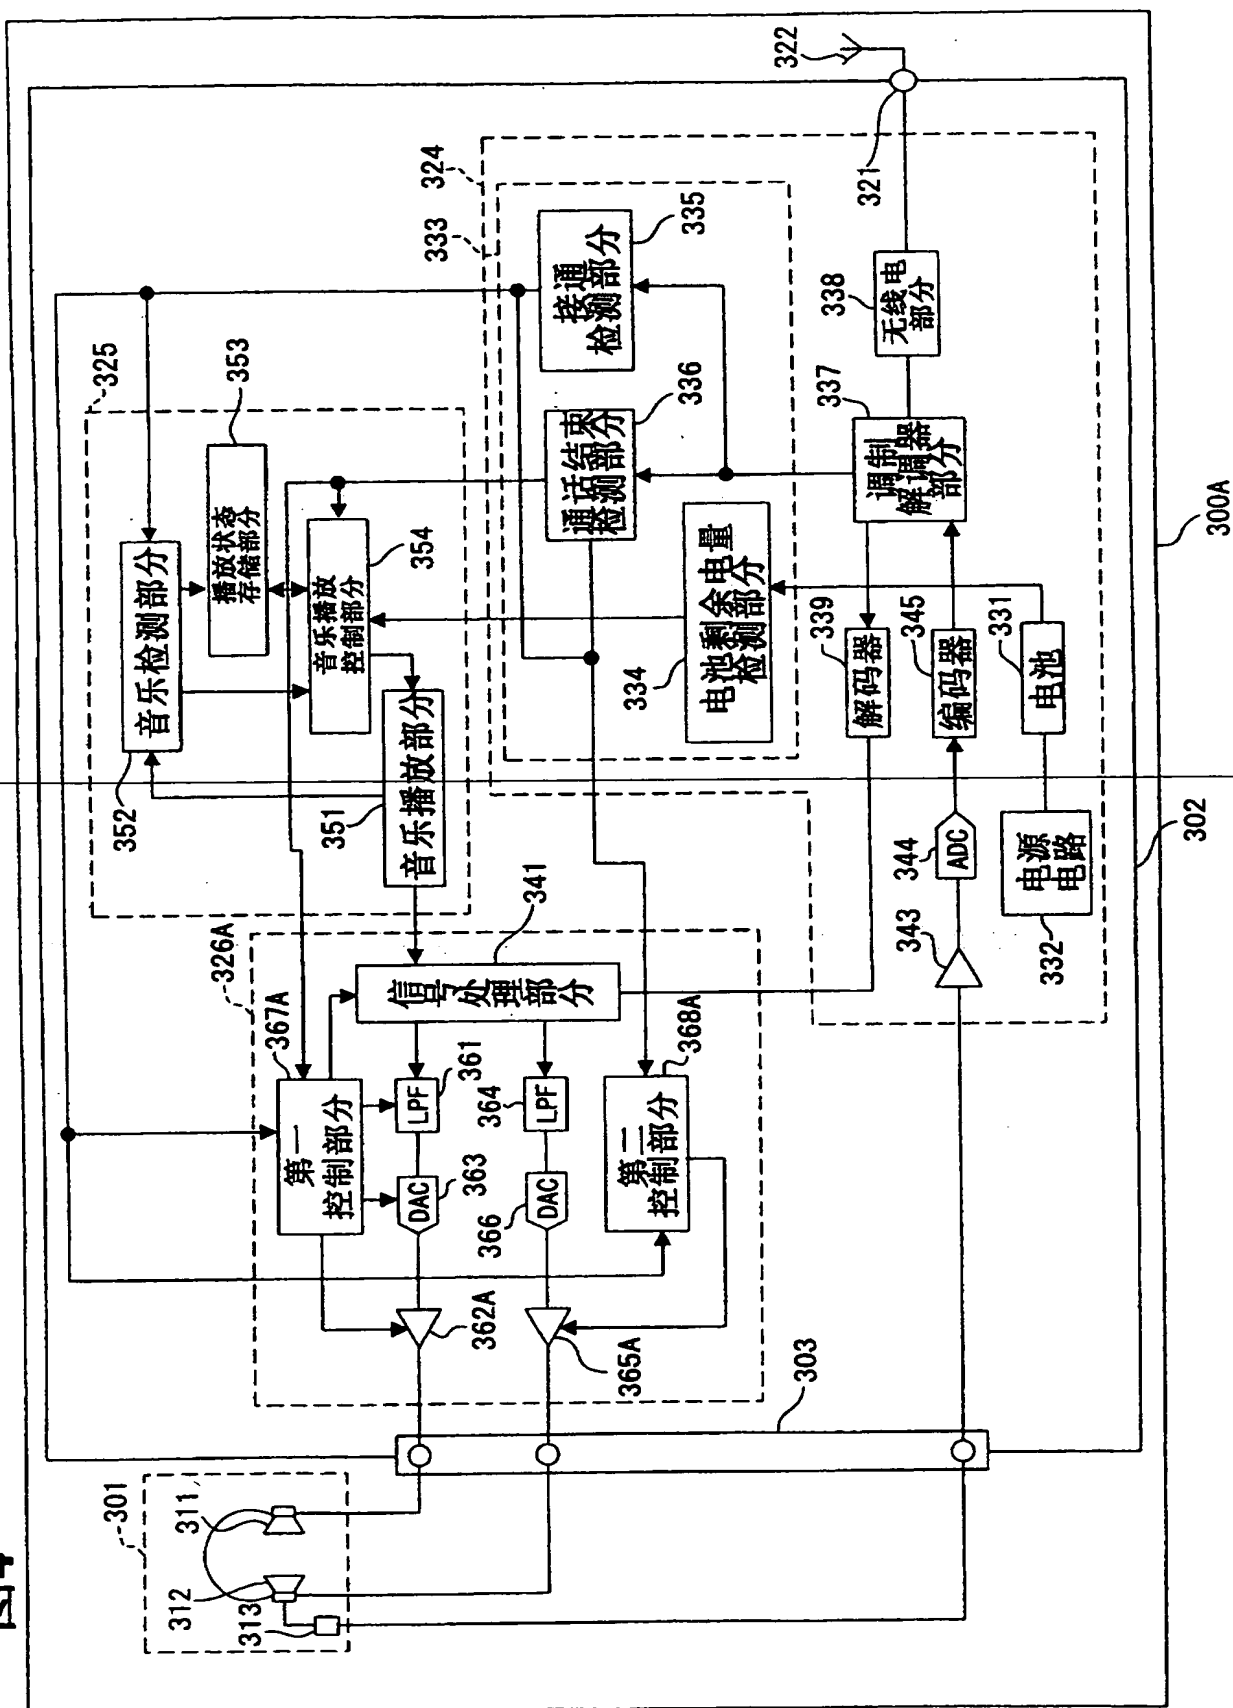 图4
301
311
312
313
303
300A
302
326A
367A
第一
控制部分
362A
LPF
361
DAC
363
信号处理部分
341
LPF
364
DAC
366
365A
第二
控制部分
368A
325
音乐检测部分
352
播放状态
存储部分
353
音乐播放
控制部分
354
音乐播放部分
351
324
333
接通
检测部分
335
通话结束
检测部分
336
电池剩余电量
检测部分
334
调制
解调器
部分
337
无线电
部分
338
321
322
解码器
339
编码器
345
ADC
344
343
电池
331
电源
电路
332